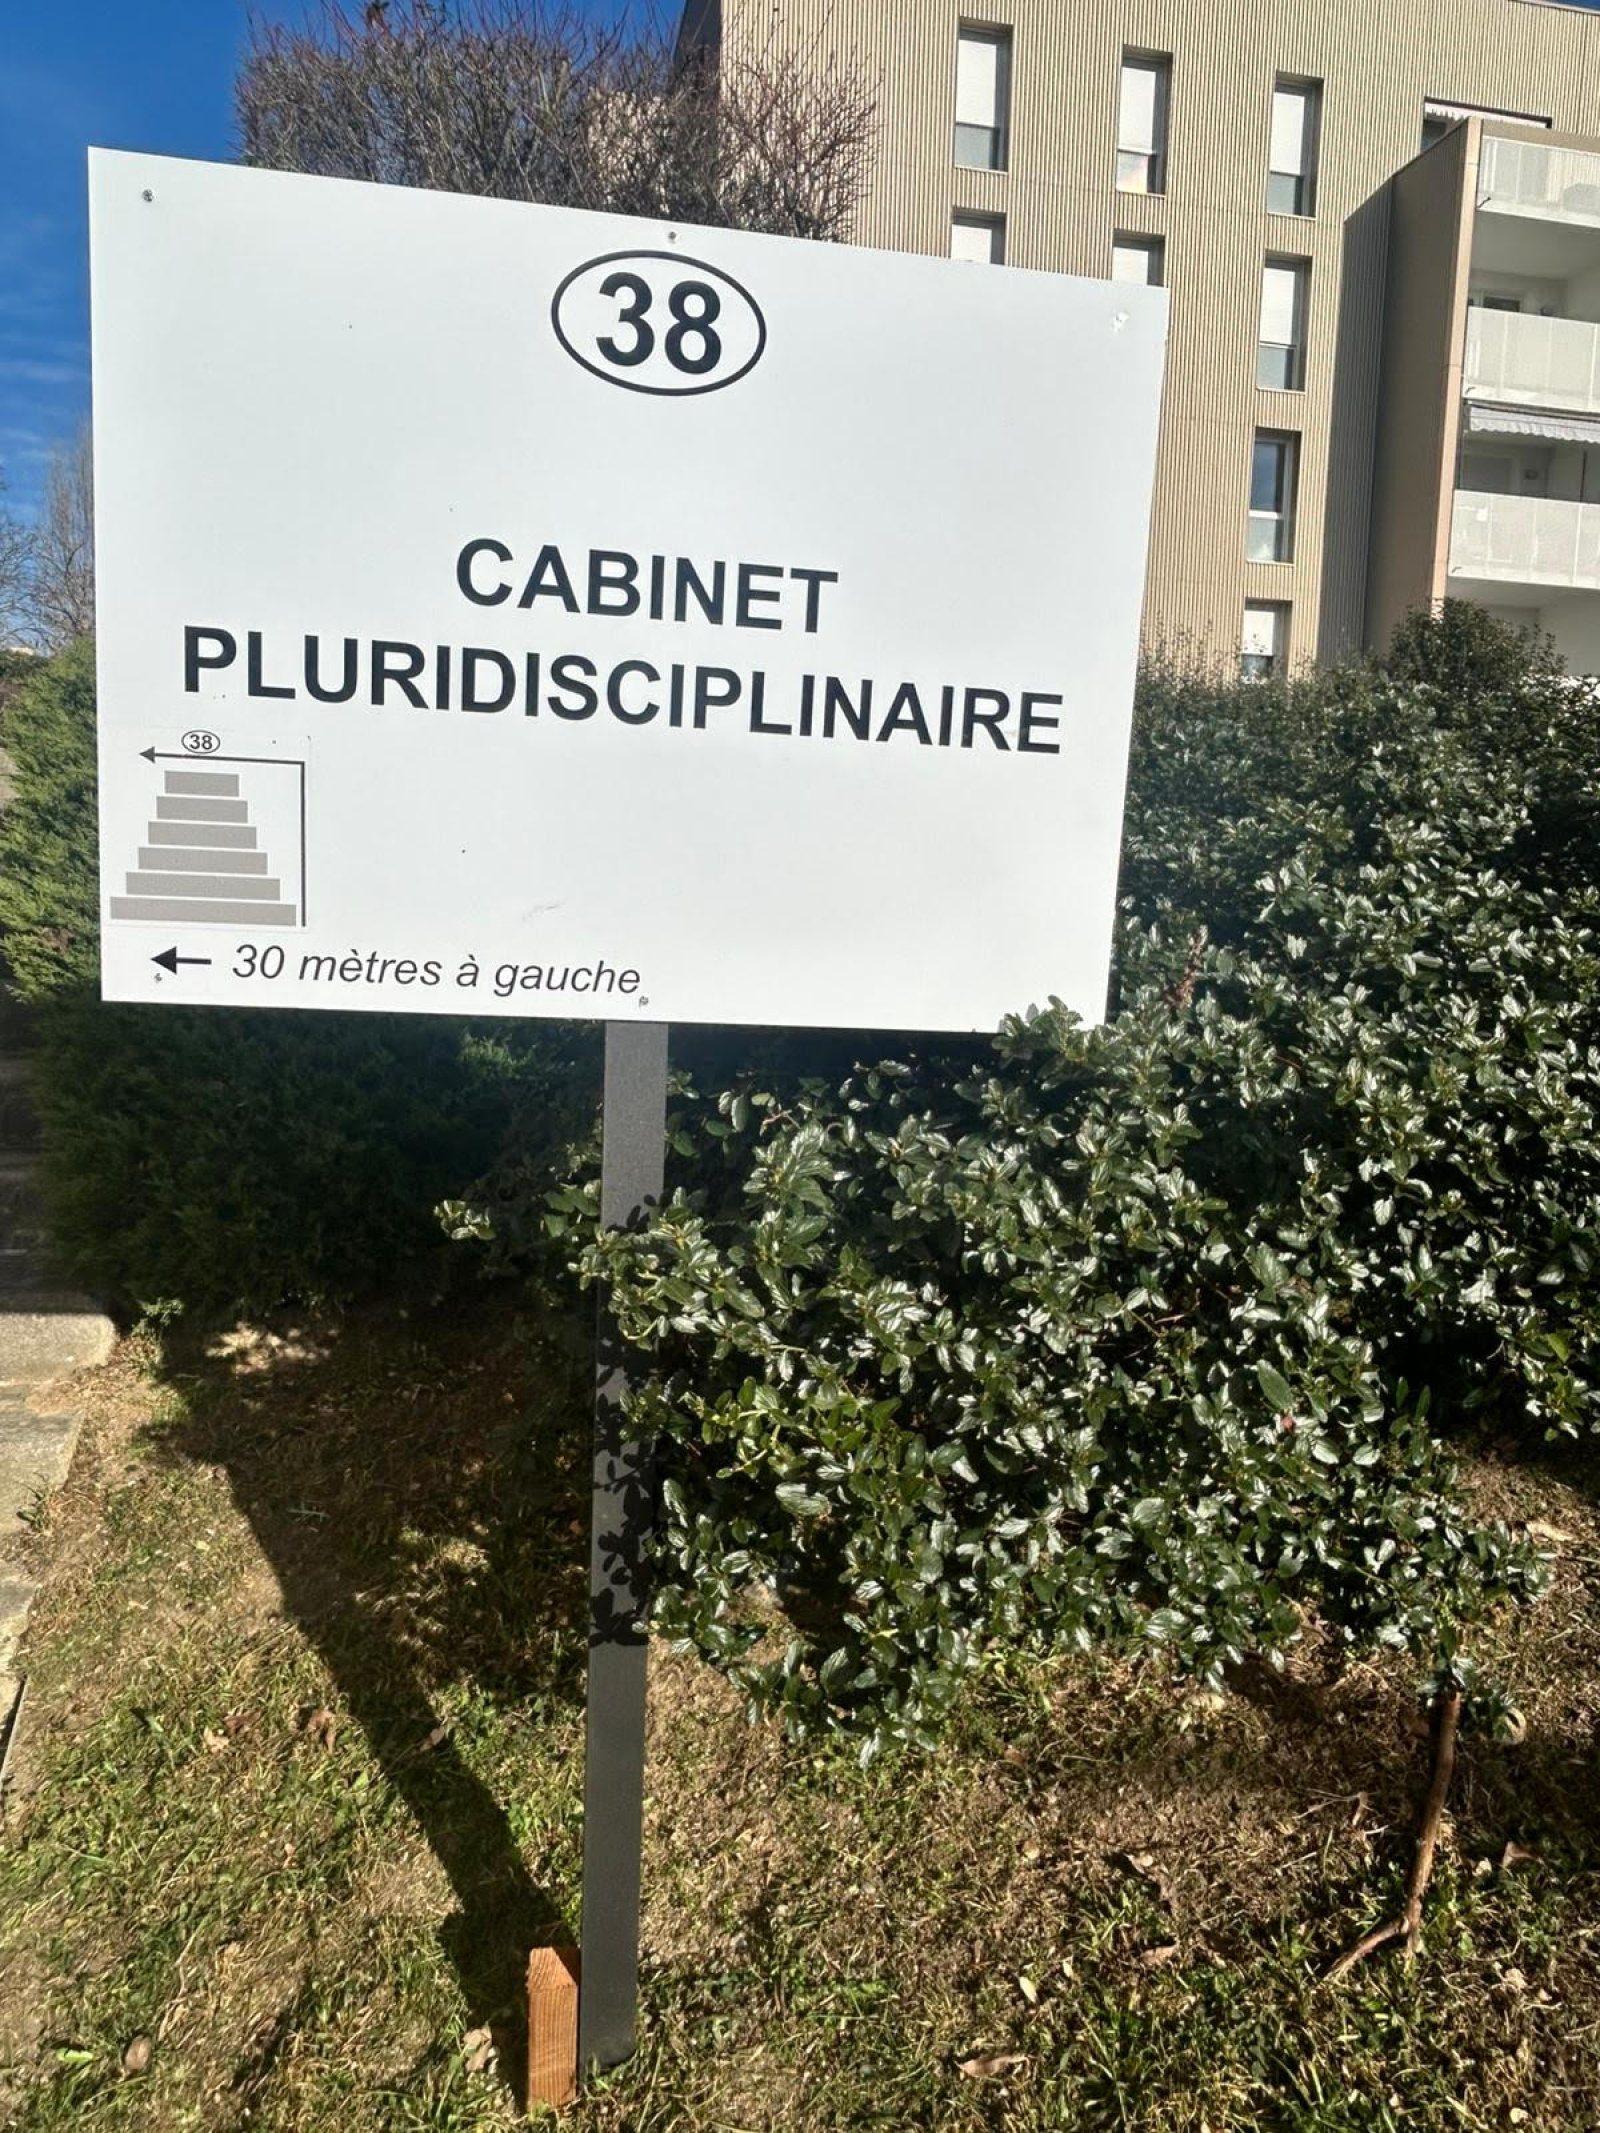 38
CABINET
PLURIDISCIPLINAIRE
38
← 30 mètres à gauche